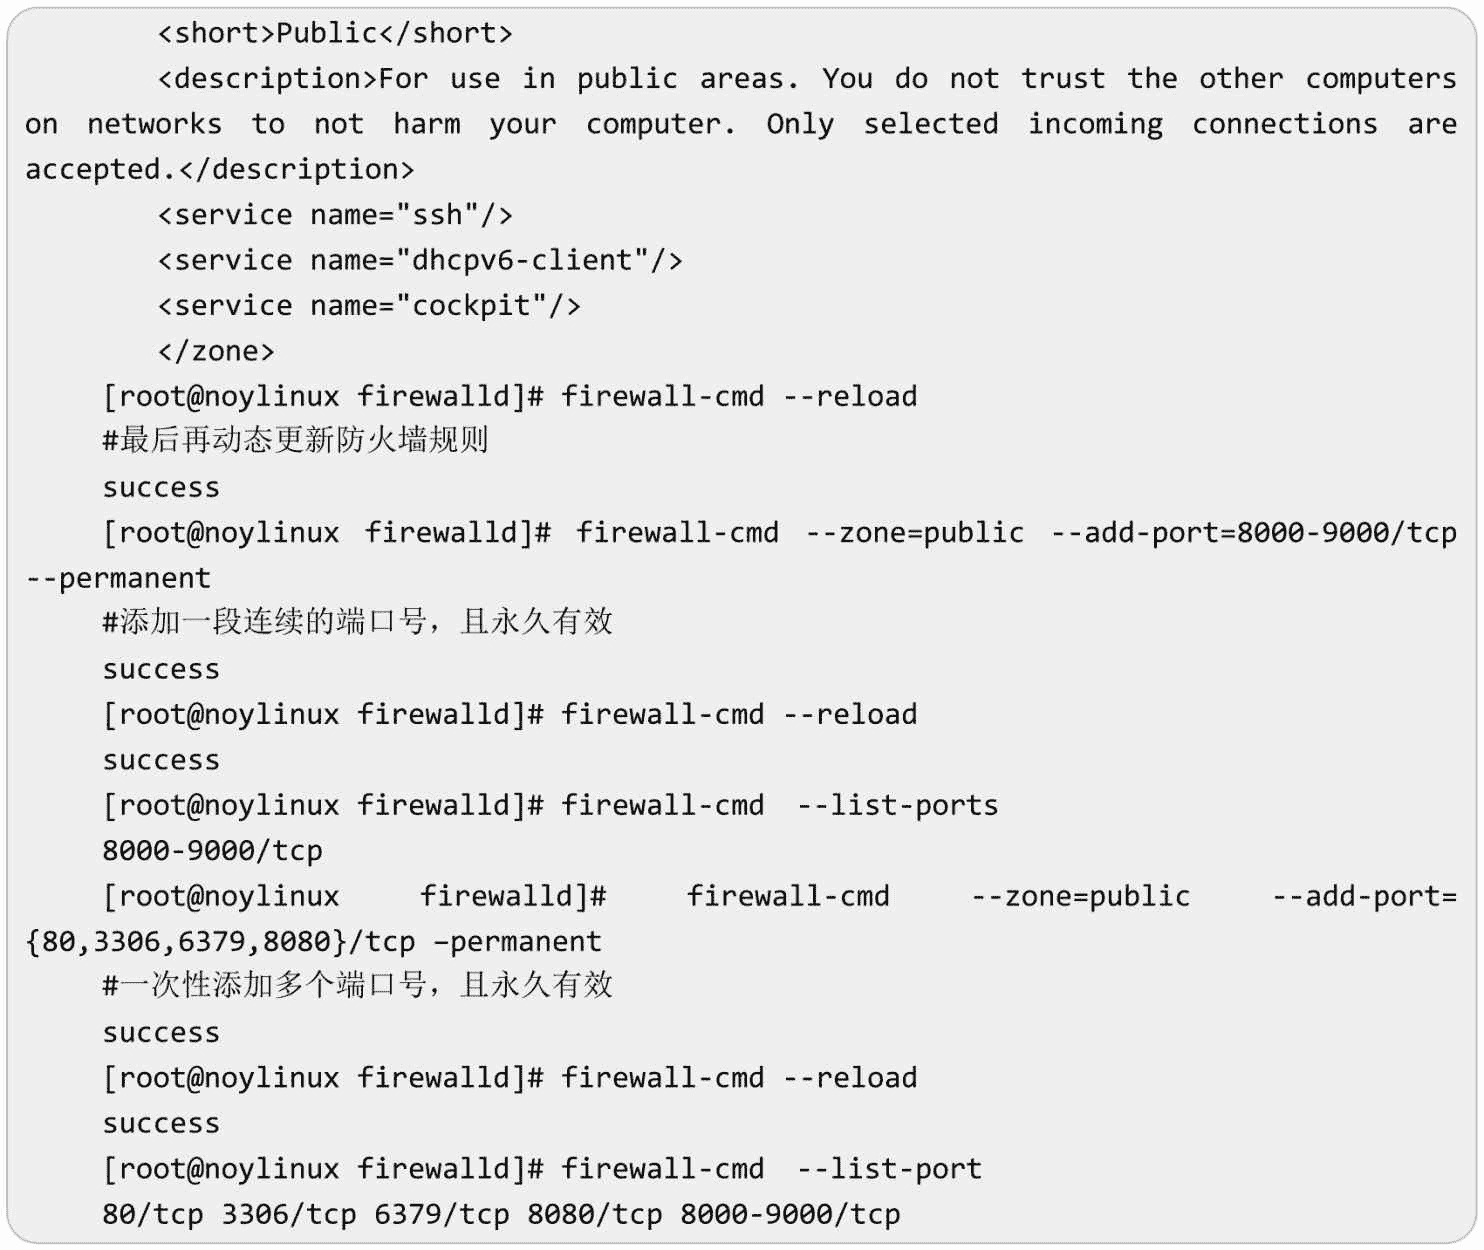 <short>Public</short>
<description>For use in public areas. You do not trust the other computers
on networks to not harm your computer. Only selected incoming connections are
accepted.</description>
<service name="ssh"/>
<service name="dhcpv6-client"/>
<service name="cockpit"/>
</zone>
[root@noylinux firewalld]# firewall-cmd --reload
#最后再动态更新防火墙规则
success
[root@noylinux firewalld]# firewall-cmd --zone=public --add-port=8000-9000/tcp
--permanent
#添加一段连续的端口号，且永久有效
success
[root@noylinux firewalld]# firewall-cmd --reload
success
[root@noylinux firewalld]# firewall-cmd --list-ports
8000-9000/tcp
[root@noylinux firewalld]# firewall-cmd --zone=public --add-port=
{80,3306,6379,8080}/tcp –permanent
#一次性添加多个端口号，且永久有效
success
[root@noylinux firewalld]# firewall-cmd --reload
success
[root@noylinux firewalld]# firewall-cmd --list-port
80/tcp 3306/tcp 6379/tcp 8080/tcp 8000-9000/tcp